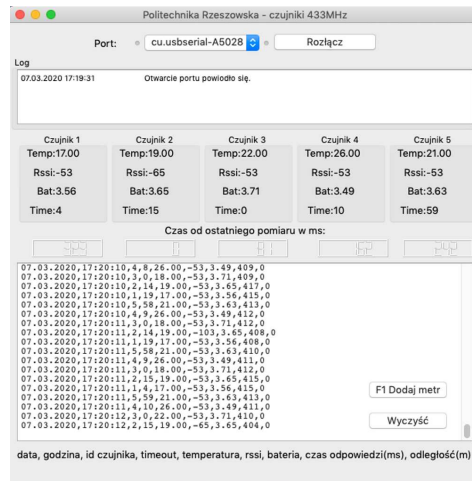 Politechnika Rzeszowska - czujniki 433MHz
Port: cu.usbserial-A5028 Rozłącz
Log
07.03.2020 17:19:31 Otwarcie portu powiodło się.
Czujnik 1 Czujnik 2 Czujnik 3 Czujnik 4 Czujnik 5
Temp:17.00 Temp:19.00 Temp:22.00 Temp:26.00 Temp:21.00
Rssi:-53 Rssi:-65 Rssi:-53 Rssi:-53 Rssi:-53
Bat:3.56 Bat:3.65 Bat:3.71 Bat:3.49 Bat:3.63
Time:4 Time:15 Time:0 Time:10 Time:59
Czas od ostatniego pomiaru w ms:
07.03.2020,17:20:10,4,8,26.00,-53,3.49,409,0
07.03.2020,17:20:10,3,0,18.00,-53,3.71,409,0
07.03.2020,17:20:10,2,14,19.00,-53,3.65,417,0
07.03.2020,17:20:10,1,19,17.00,-53,3.56,415,0
07.03.2020,17:20:10,5,58,21.00,-53,3.63,413,0
07.03.2020,17:20:10,4,9,26.00,-53,3.49,412,0
07.03.2020,17:20:11,3,0,18.00,-53,3.71,412,0
07.03.2020,17:20:11,2,14,19.00,-103,3.65,408,0
07.03.2020,17:20:11,1,19,17.00,-53,3.56,408,0
07.03.2020,17:20:11,5,58,21.00,-53,3.63,410,0
07.03.2020,17:20:11,4,9,26.00,-53,3.49,411,0
07.03.2020,17:20:11,3,0,18.00,-53,3.71,412,0
07.03.2020,17:20:11,2,15,19.00,-53,3.65,415,0
07.03.2020,17:20:11,1,4,17.00,-53,3.56,415,0
07.03.2020,17:20:11,5,59,21.00,-53,3.63,413,0
07.03.2020,17:20:11,4,10,26.00,-53,3.49,411,0
07.03.2020,17:20:12,3,0,22.00,-53,3.71,410,0
07.03.2020,17:20:12,2,15,19.00,-65,3.65,404,0
F1 Dodaj metr
Wyczyść
data, godzina, id czujnika, timeout, temperatura, rssi, bateria, czas odpowiedzi(ms), odległość(m)